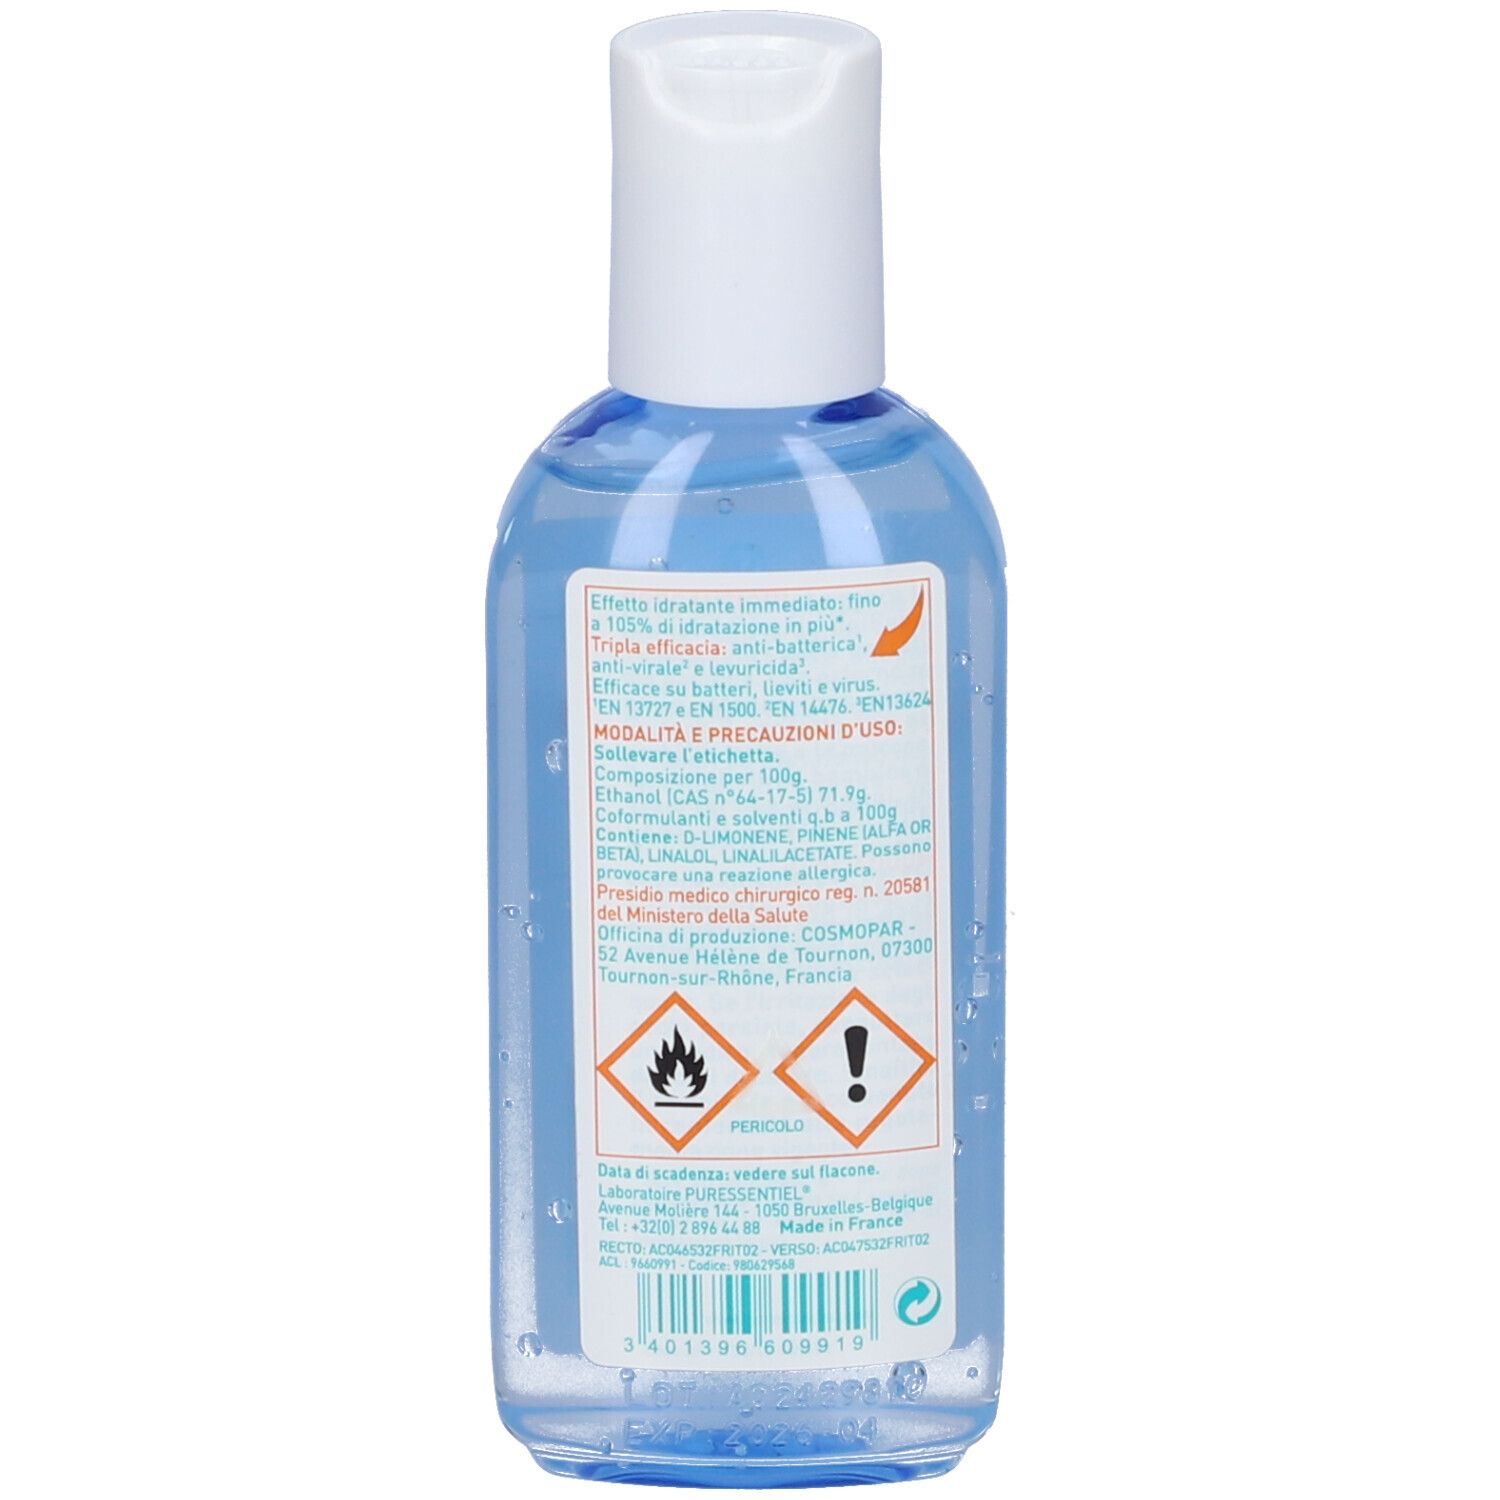 Effetto idratante immediato: fino
a 105% di idratazione in più*.
Tripla efficacia: anti-batterica¹,
anti-virale² e levuricida³.
Efficace su batteri, lieviti e virus.
¹EN 13727 e EN 1500. ²EN 14476. ³EN13624
MODALITÀ E PRECAUZIONI D'USO:
Sollevare l'etichetta.
Composizione per 100g.
Ethanol (CAS n°64-17-5) 71.9g.
Coformulanti e solventi q.b a 100g
Contiene: D-LIMONENE, PINENE (ALFA OR
BETA), LINALOL, LINALILACETATE. Possono
provocare una reazione allergica.
Presidio medico chirurgico reg. n. 20581
del Ministero della Salute
Officina di produzione: COSMOPAR -
52 Avenue Hélène de Tournon, 07300
Tournon-sur-Rhône, Francia
PERICOLO
Data di scadenza: vedere sul flacone.
Laboratoire PURESSENTIEL®
Avenue Molière 144 - 1050 Bruxelles-Belgique
Tel : +32(0) 2 896 44 88 Made in France
RECTO: AC046532FRIT02 - VERSO: AC047532FRIT02
ACL : 9660991 - Codice: 980629568
3 401396 609919
LOT
EXP 2026-04